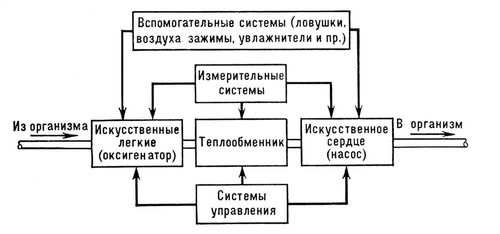 Вспомогательные системы (ловушки,
воздуха зажимы, увлажнители и пр.)
Измерительные
системы
Из организма
В организм
Искусственные
легкие
(оксигенатор)
Теплообменник
Искусственное
сердце
(насос)
Системы
управления